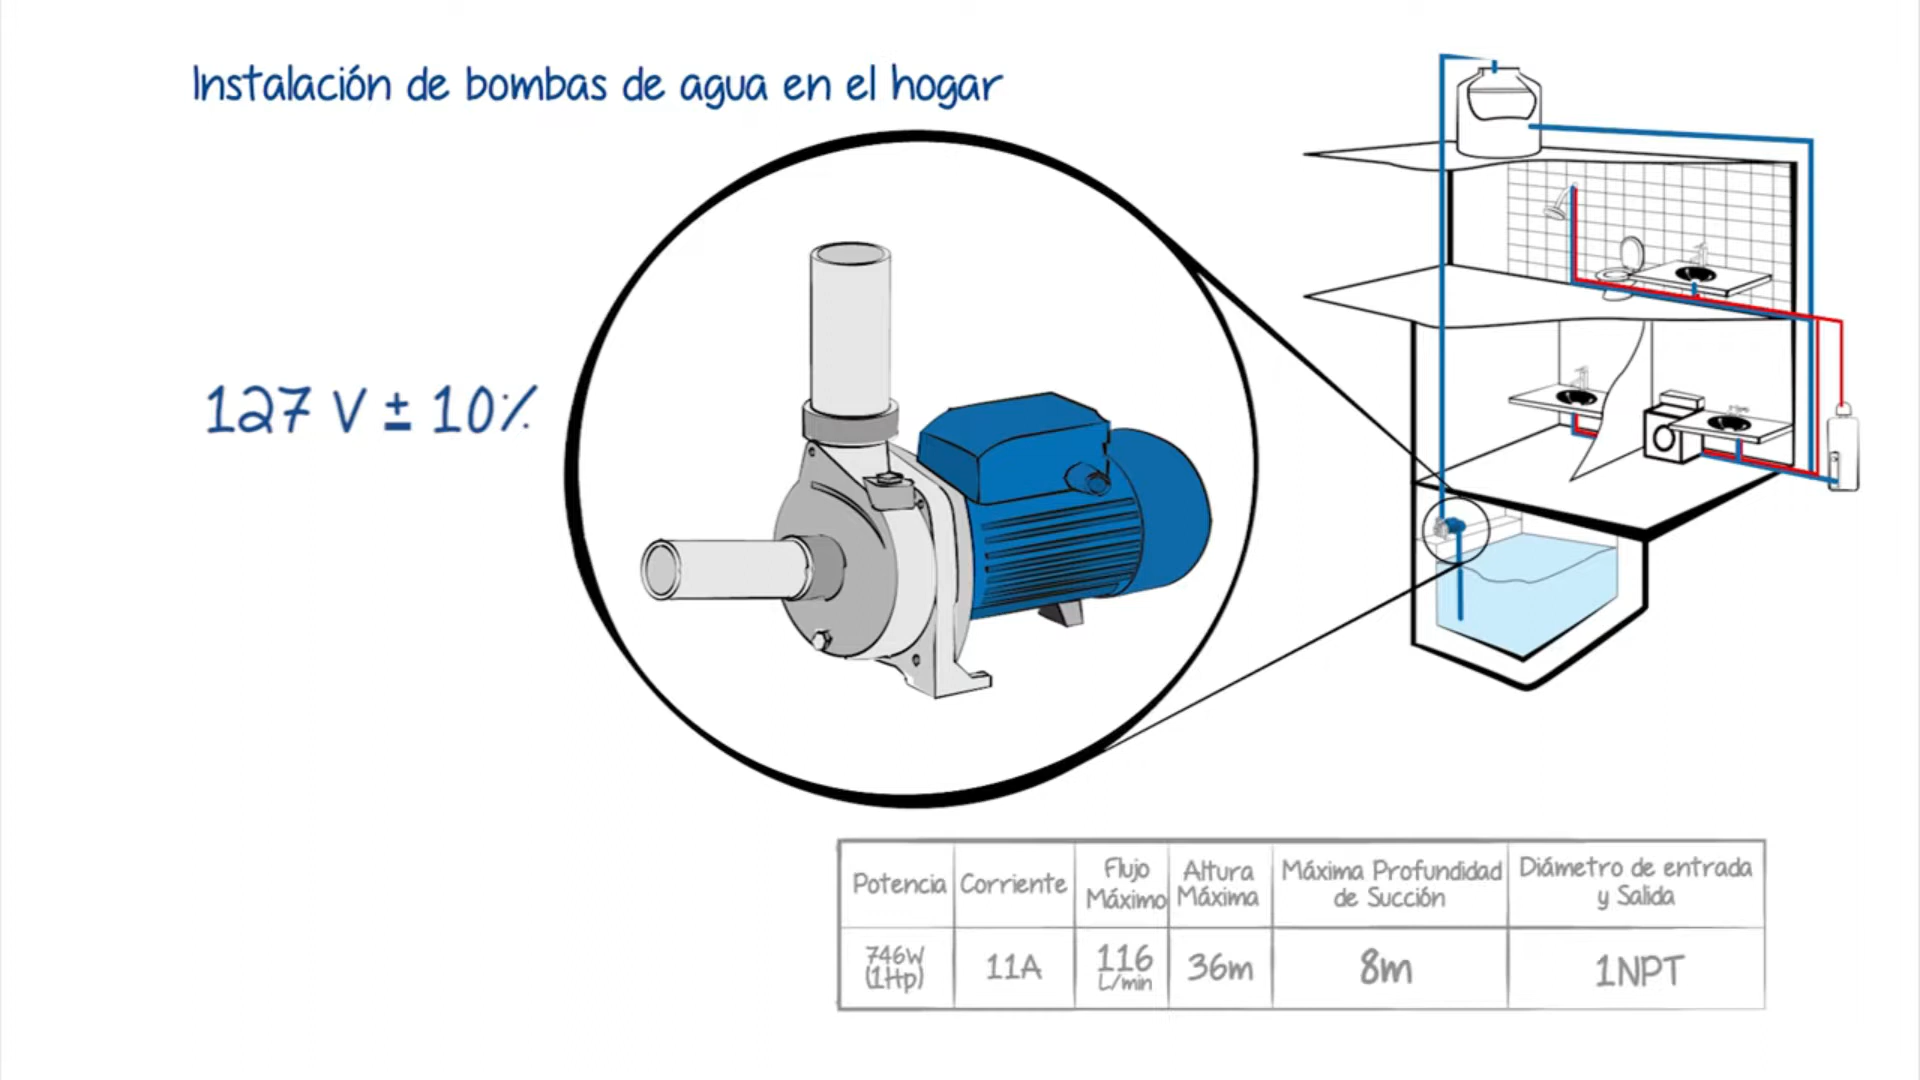 Instalación de bombas de agua en el hogar
127 V ± 10%
Potencia
Corriente
Flujo
Máximo
Altura
Máxima
Máxima Profundidad
de Succión
Diámetro de entrada
y Salida
746W
(1Hp)
11A
116
L/min
36m
8m
1NPT